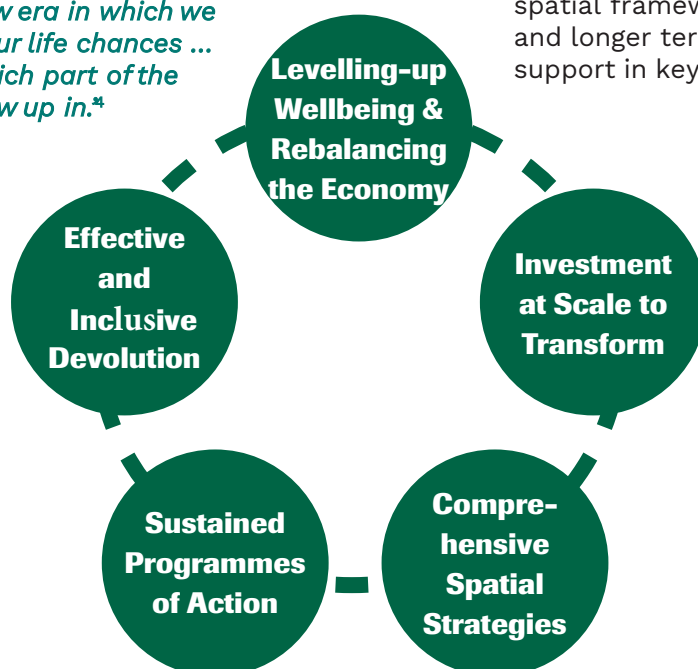 w era in which we
ur life chances ...
ich part of the
w up in.”⁴
spatial framew
and longer ter
support in key
Levelling-up
Wellbeing &
Rebalancing
the Economy
Effective
and
Inclusive
Devolution
Investment
at Scale to
Transform
Sustained
Programmes
of Action
Compre-
hensive
Spatial
Strategies